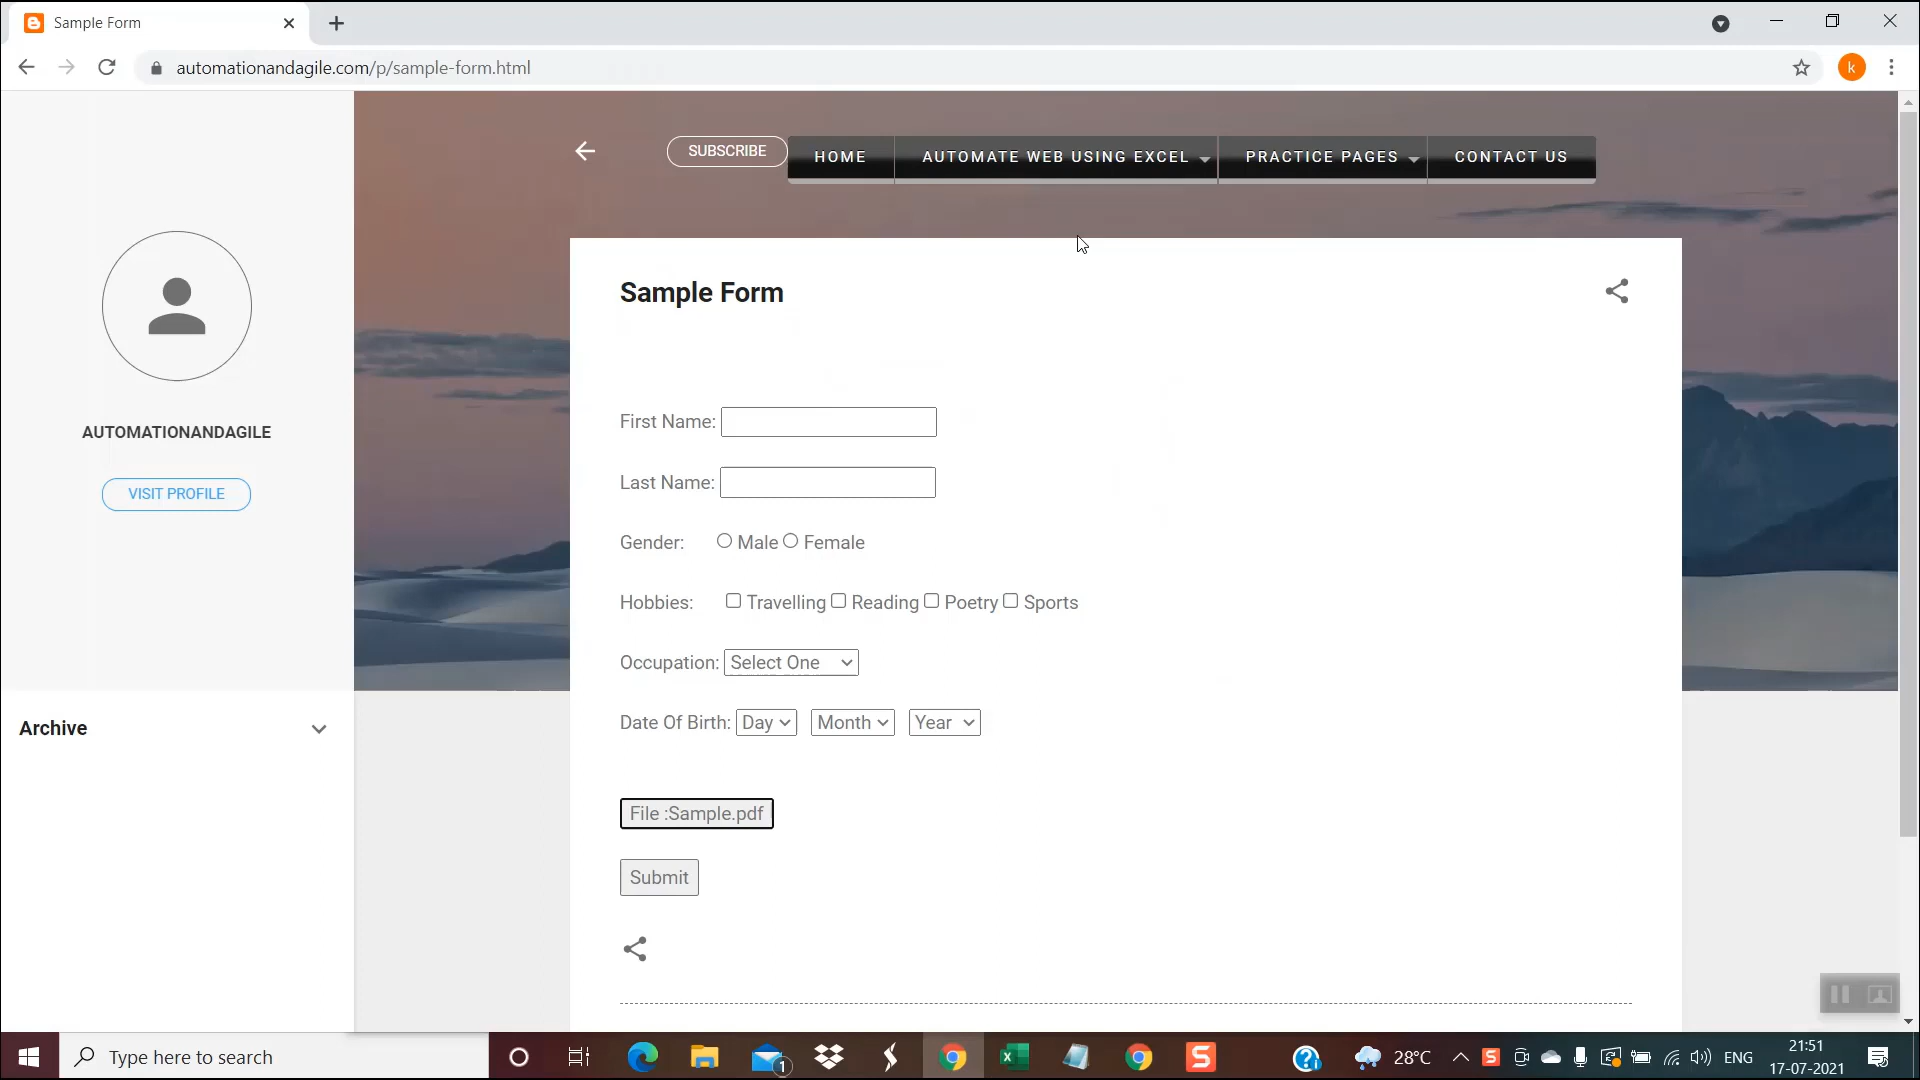 Sample Form
automationandagile.com/p/sample-form.html
k
SUBSCRIBE
HOME
AUTOMATE WEB USING EXCEL
PRACTICE PAGES
CONTACT US
Sample Form
AUTOMATIONANDAGILE
VISIT PROFILE
Archive
First Name:
Last Name:
Gender: Male Female
Hobbies: Travelling Reading Poetry Sports
Occupation: Select One
Date Of Birth: Day Month Year
File :Sample.pdf
Submit
Type here to search
1
28°C
ENG
21:51
17-07-2021